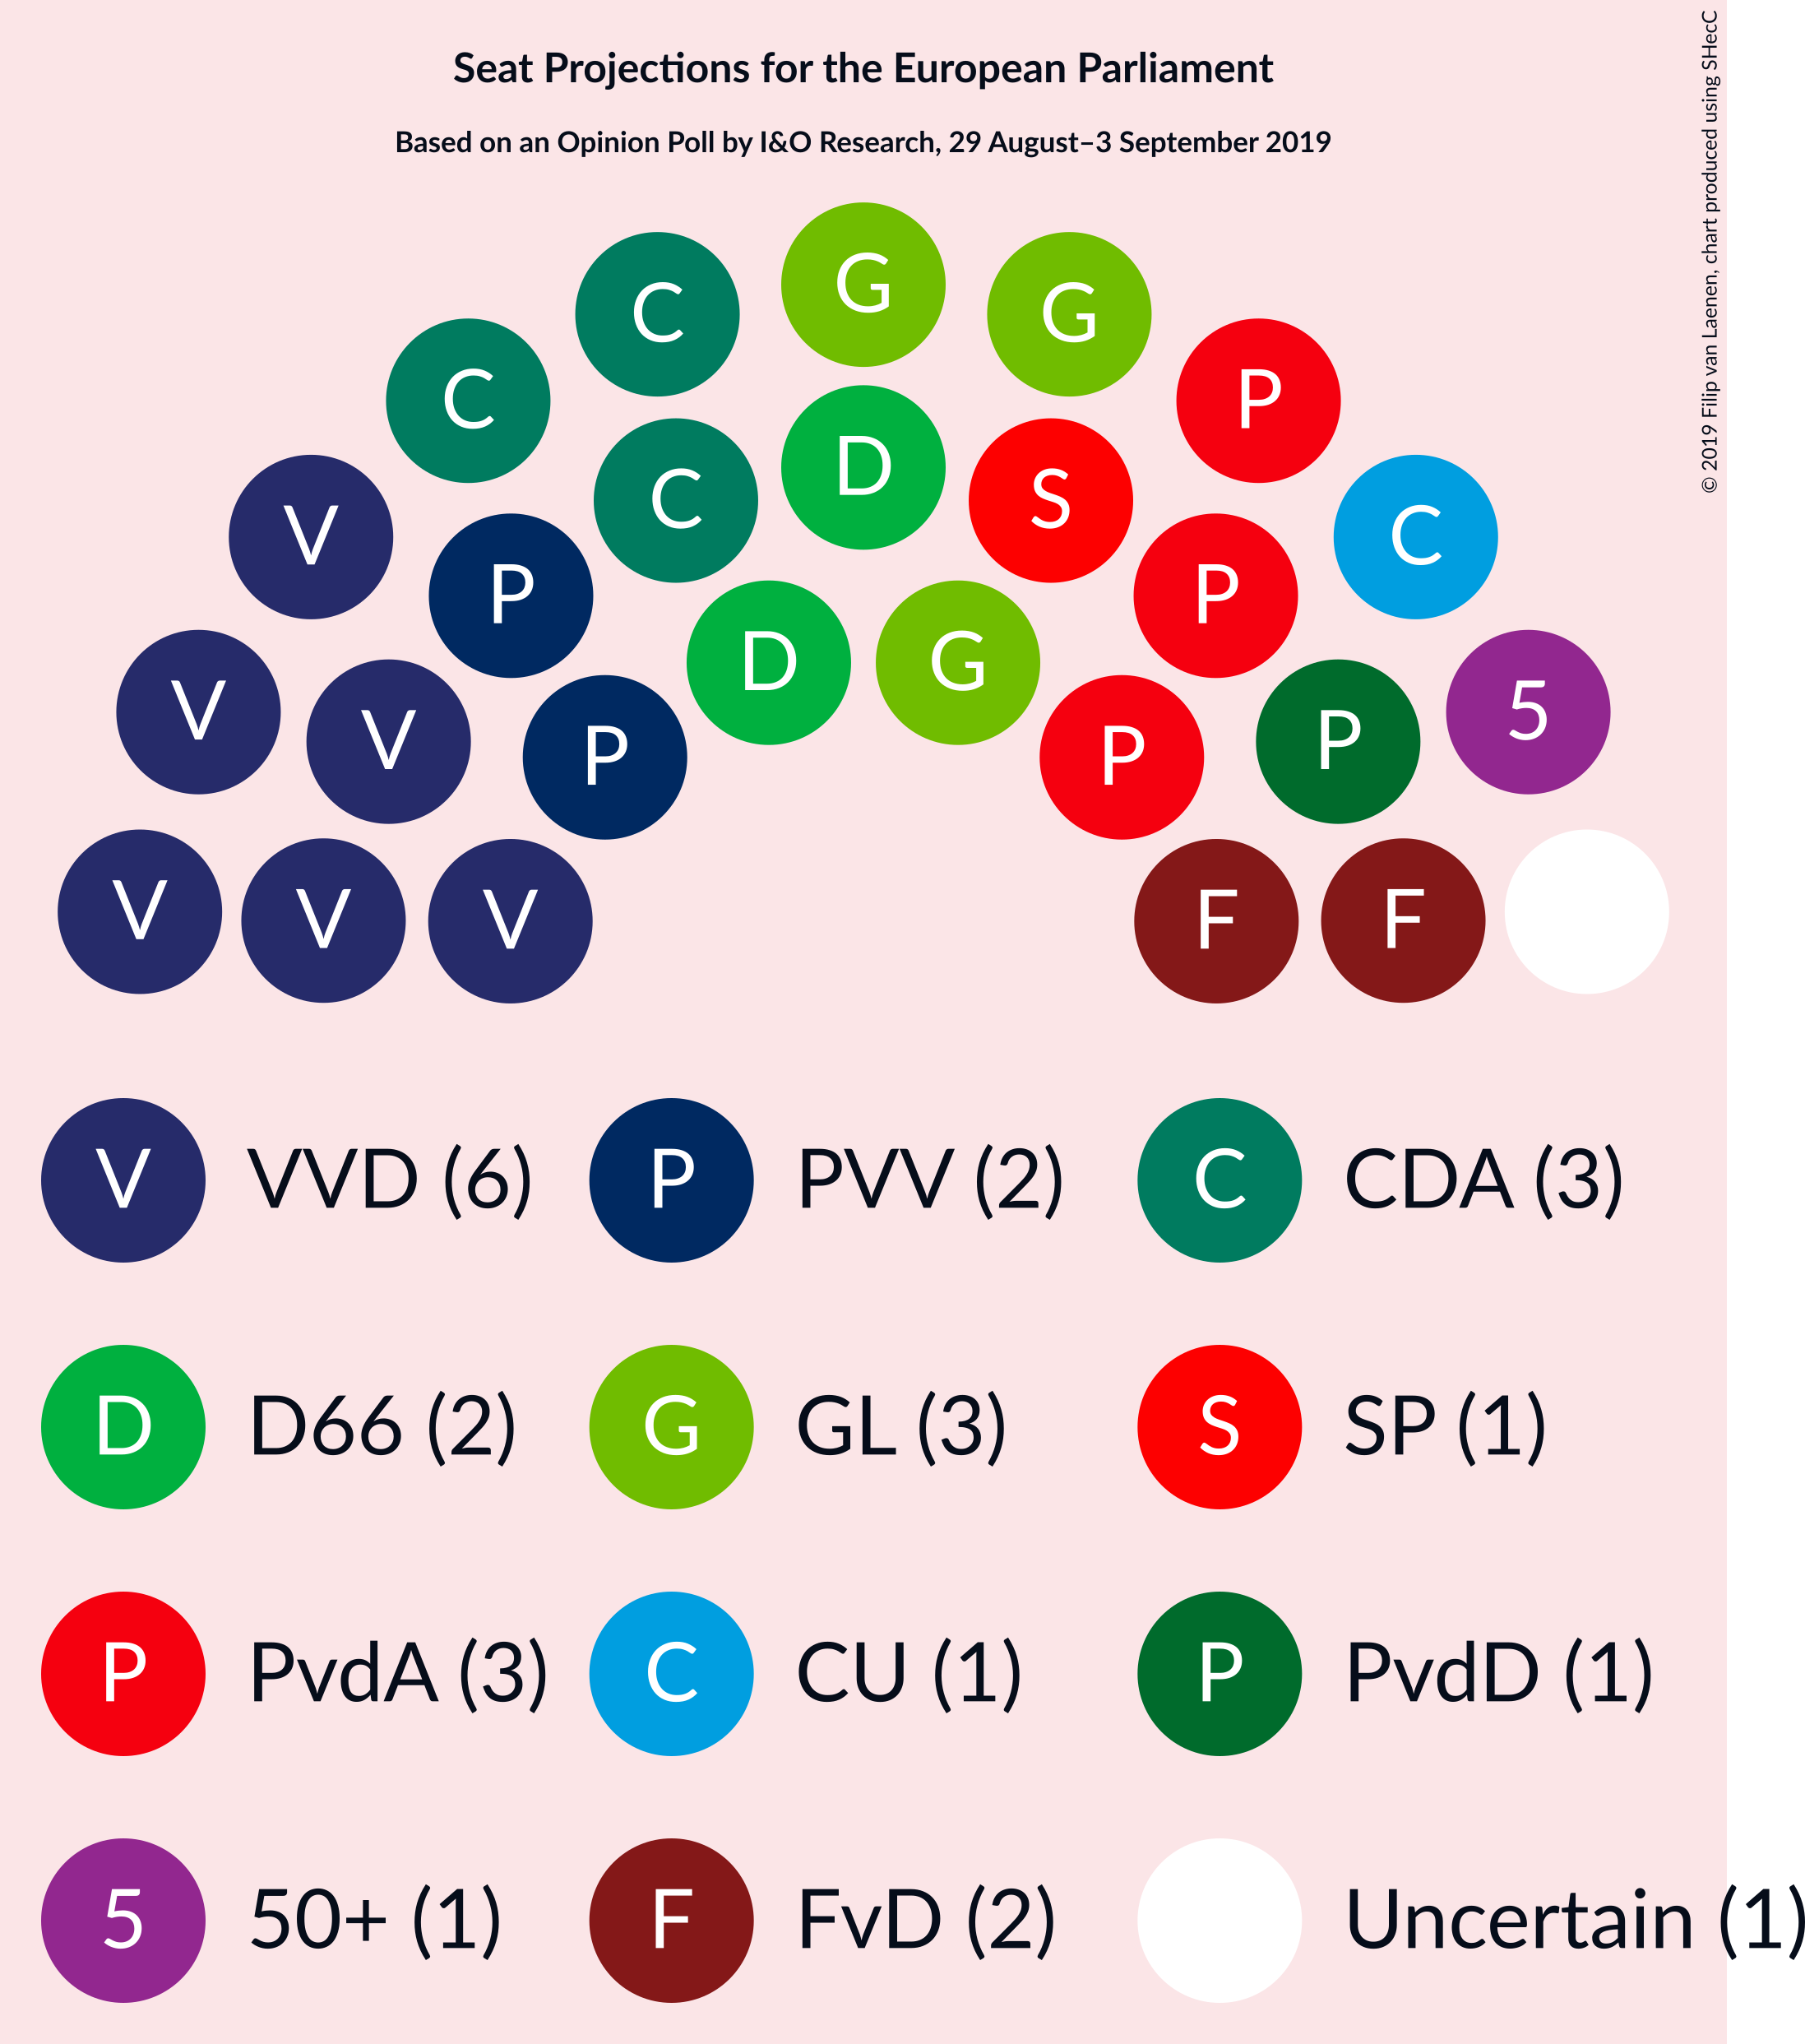 Seat Projections for the European Parliament
Based on an Opinion Poll by I&O Research, 29 August–3 September 2019
© 2019 Filip van Laenen, chart produced using SHecC
G
C G
C P
D
C S
V C
P P
D G
V 5
V P
P P
V F
V V F
V VVD (6) P PVV (2) C CDA (3)
D D66 (2) G GL (3) S SP (1)
P PvdA (3) C CU (1) P PvdD (1)
5 50+ (1) F FvD (2) Uncertain (1)